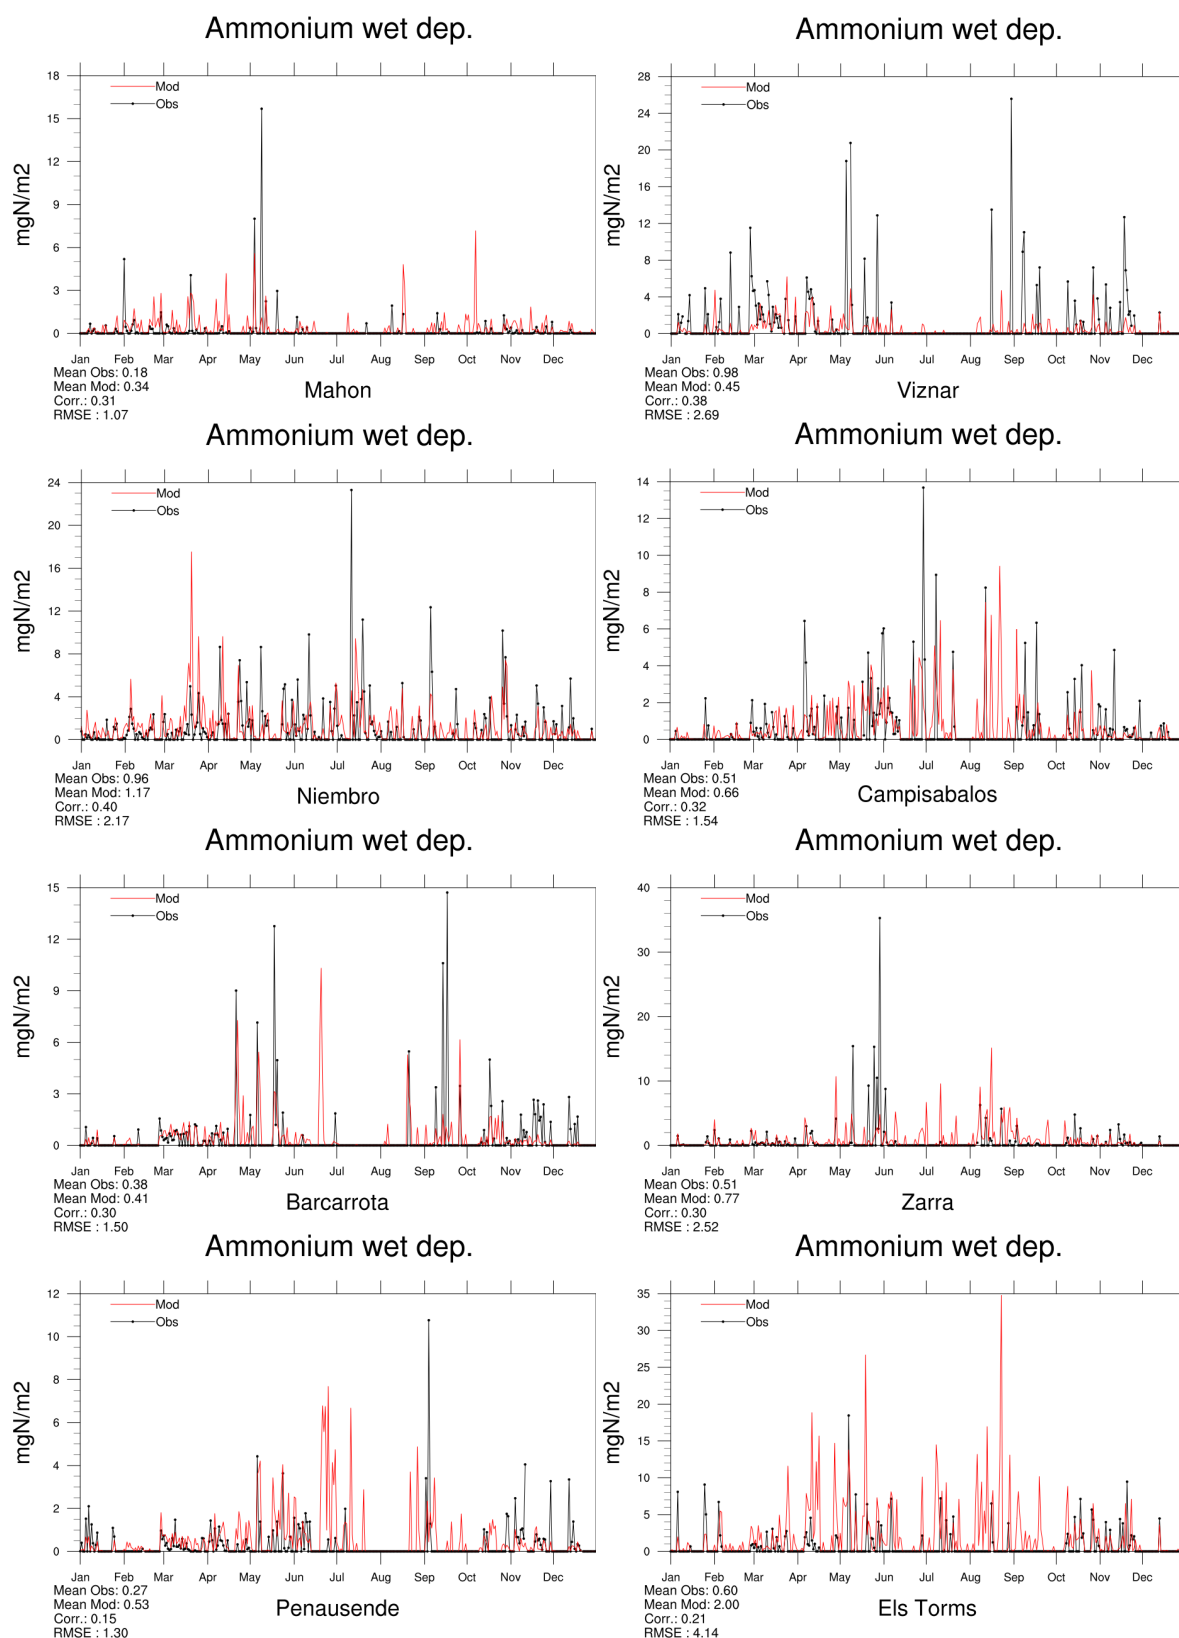 Ammonium wet dep.
18
15
12
9
6
3
0
mgN/m2
Mod
Obs
Jan Feb Mar Apr May Jun Jul Aug Sep Oct Nov Dec
Mean Obs: 0.18
Mean Mod: 0.34
Corr.: 0.31
RMSE : 1.07
Mahon
Ammonium wet dep.
28
24
20
16
12
8
4
0
mgN/m2
Mod
Obs
Jan Feb Mar Apr May Jun Jul Aug Sep Oct Nov Dec
Mean Obs: 0.98
Mean Mod: 0.45
Corr.: 0.38
RMSE : 2.69
Viznar
Ammonium wet dep.
24
20
16
12
8
4
0
mgN/m2
Mod
Obs
Jan Feb Mar Apr May Jun Jul Aug Sep Oct Nov Dec
Mean Obs: 0.96
Mean Mod: 1.17
Corr.: 0.40
RMSE : 2.17
Niembro
Ammonium wet dep.
14
12
10
8
6
4
2
0
mgN/m2
Mod
Obs
Jan Feb Mar Apr May Jun Jul Aug Sep Oct Nov Dec
Mean Obs: 0.51
Mean Mod: 0.66
Corr.: 0.32
RMSE : 1.54
Campisabalos
Ammonium wet dep.
15
12
9
6
3
0
mgN/m2
Mod
Obs
Jan Feb Mar Apr May Jun Jul Aug Sep Oct Nov Dec
Mean Obs: 0.38
Mean Mod: 0.41
Corr.: 0.30
RMSE : 1.50
Barcarrota
Ammonium wet dep.
40
30
20
10
0
mgN/m2
Mod
Obs
Jan Feb Mar Apr May Jun Jul Aug Sep Oct Nov Dec
Mean Obs: 0.51
Mean Mod: 0.77
Corr.: 0.30
RMSE : 2.52
Zarra
Ammonium wet dep.
12
10
8
6
4
2
0
mgN/m2
Mod
Obs
Jan Feb Mar Apr May Jun Jul Aug Sep Oct Nov Dec
Mean Obs: 0.27
Mean Mod: 0.53
Corr.: 0.15
RMSE : 1.30
Penausende
Ammonium wet dep.
35
30
25
20
15
10
5
0
mgN/m2
Mod
Obs
Jan Feb Mar Apr May Jun Jul Aug Sep Oct Nov Dec
Mean Obs: 0.60
Mean Mod: 2.00
Corr.: 0.21
RMSE : 4.14
Els Torms